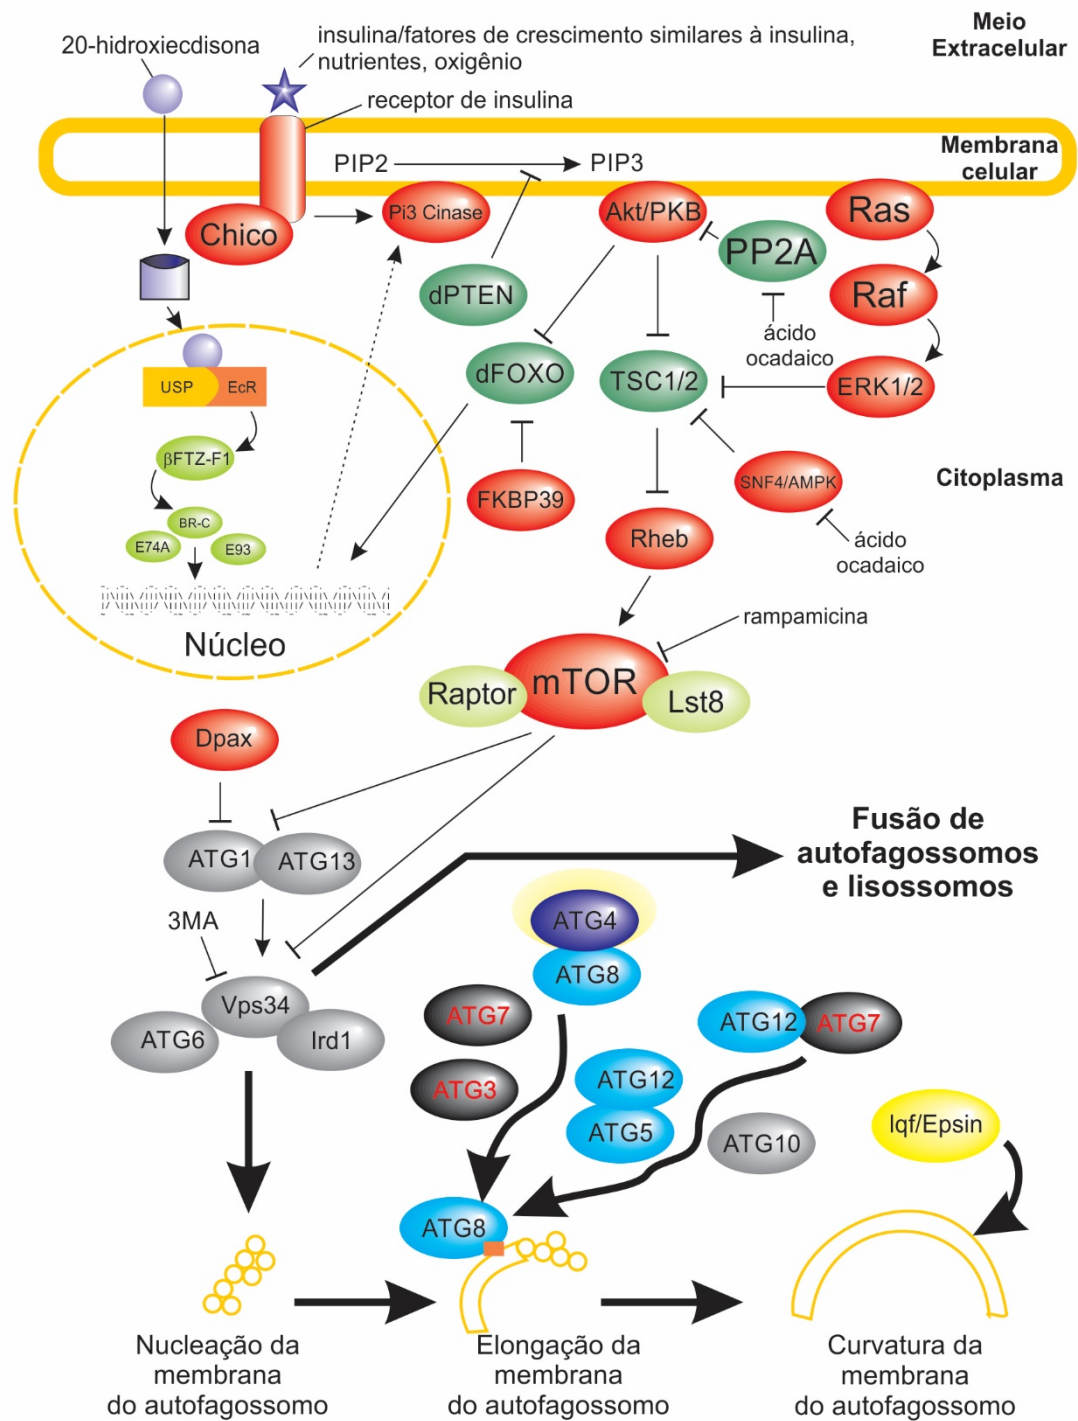 Meio
Extracelular
20-hidroxiecdisona
insulina/fatores de crescimento similares à insulina,
nutrientes, oxigênio
receptor de insulina
Membrana
celular
PIP2
PIP3
Chico
Pi3 Cinase
Akt/PKB
Ras
PP2A
dPTEN
Raf
ácido
ocadaico
USP
EcR
dFOXO
TSC1/2
ERK1/2
βFTZ-F1
FKBP39
SNF4/AMPK
Citoplasma
BR-C
E74A
E93
Rheb
ácido
ocadaico
Núcleo
rampamicina
Raptor
mTOR
Lst8
Dpax
ATG1
ATG13
Fusão de
autofagossomos
e lisossomos
3MA
ATG4
ATG8
Vps34
ATG6
Ird1
ATG7
ATG12
ATG7
ATG3
ATG12
ATG5
ATG10
lqf/Epsin
ATG8
Nucleação da
membrana
do autofagossomo
Elongação da
membrana
do autofagossomo
Curvatura da
membrana
do autofagossomo